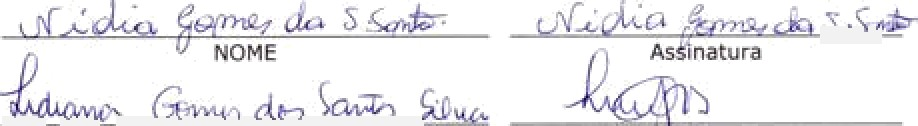 Nidia Gomes da S. Santos Nidia Gomes da S. Santos
NOME Assinatura
Lidiana Gomes dos Santos Silva